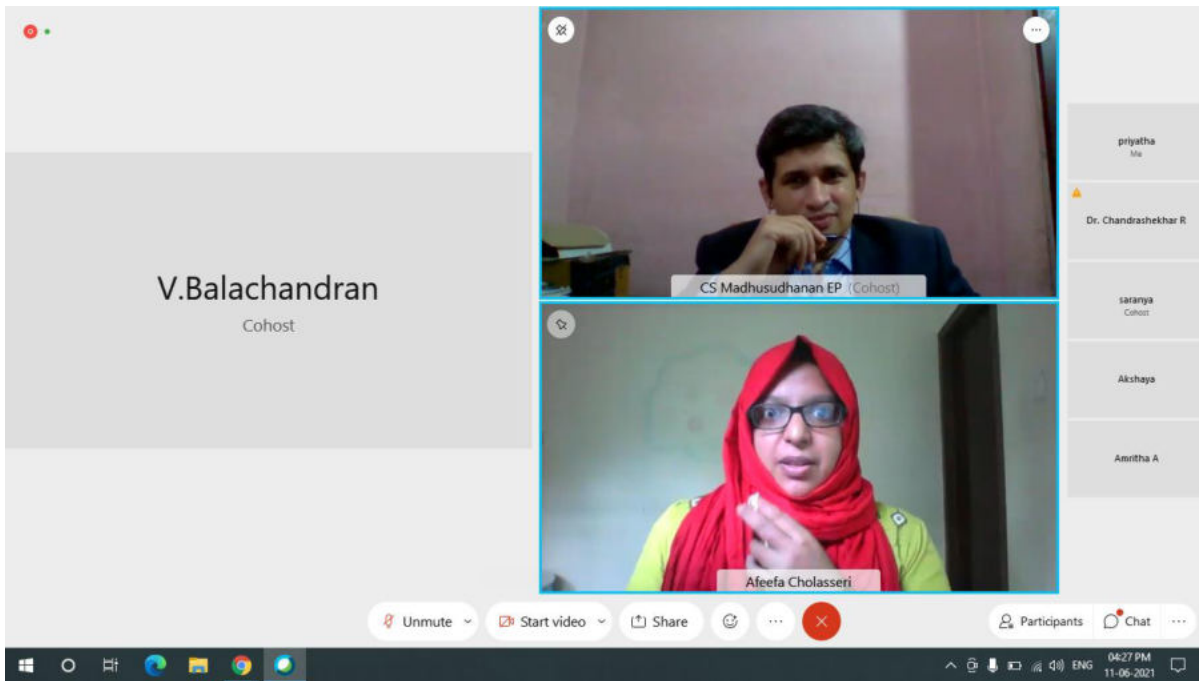 V.Balachandran
Cohost
CS Madhusudhanan EP (Cohost)
Afeefa Cholasseri
priyatha
Me
Dr. Chandrashekhar R
saranya
Cohost
Akshaya
Amritha A
Unmute
Start video
Share
Participants
Chat
ENG
04:27 PM
11-06-2021